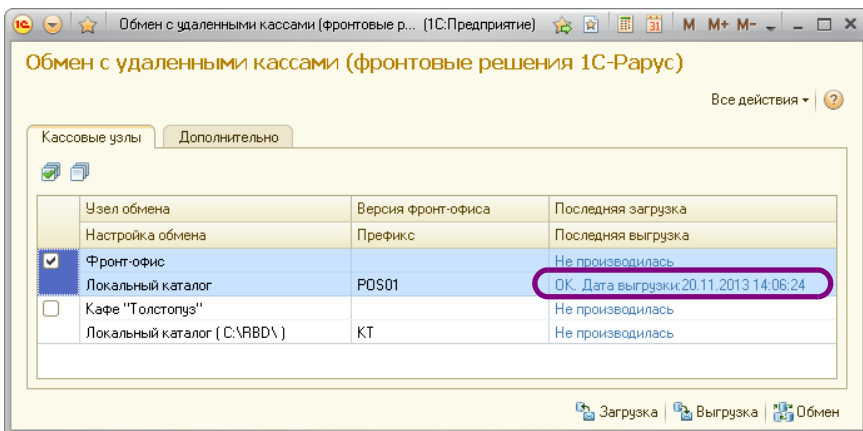 Обмен с удаленными кассами (фронтовые р... (1С:Предприятие) 31 M M+ M-
Обмен с удаленными кассами (фронтовые решения 1С-Рарус)
Все действия ?
Кассовые узлы Дополнительно
Узел обмена Версия фронт-офиса Последняя загрузка
Настройка обмена Префикс Последняя выгрузка
Фронт-офис Не производилась
Локальный каталог POS01 ОК. Дата выгрузки:20.11.2013 14:06:24
Кафе "Толстопуз" Не производилась
Локальный каталог ( C:\RBD\ ) КТ Не производилась
Загрузка Выгрузка Обмен